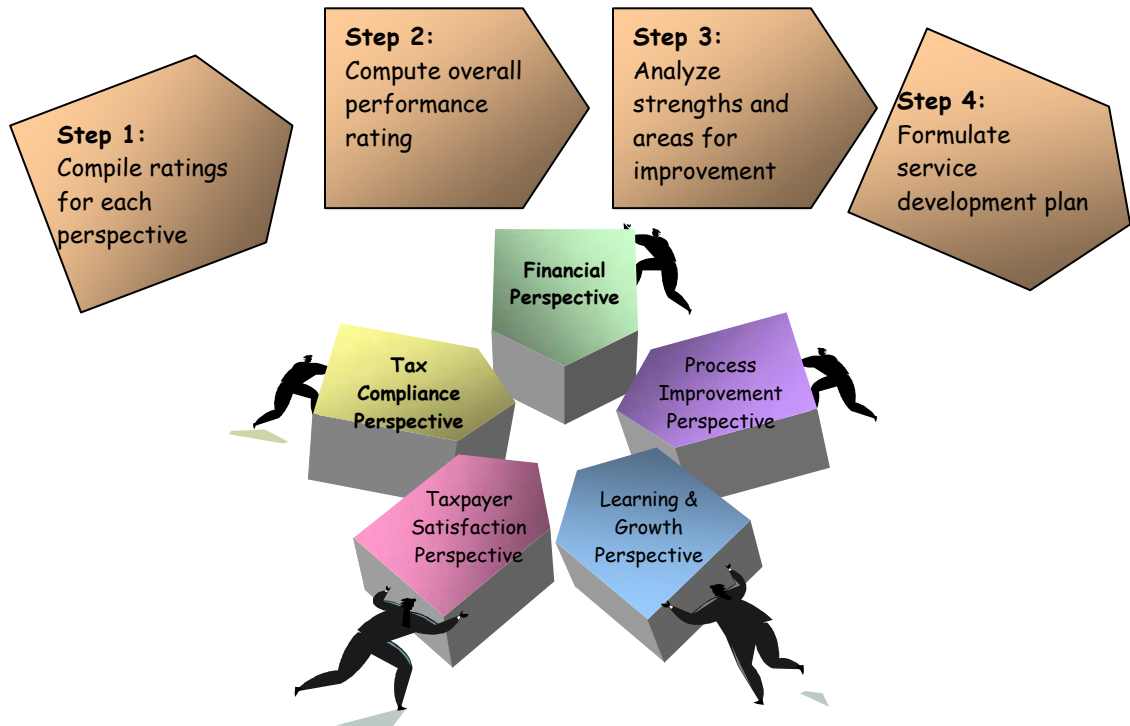 Step 1:
Compile ratings
for each
perspective
Step 2:
Compute overall
performance
rating
Step 3:
Analyze
strengths and
areas for
improvement
Step 4:
Formulate
service
development plan
Financial
Perspective
Tax
Compliance
Perspective
Process
Improvement
Perspective
Taxpayer
Satisfaction
Perspective
Learning &
Growth
Perspective